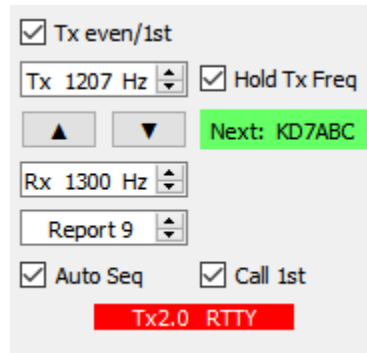 Tx even/1st
Tx 1207 Hz
Hold Tx Freq
Next: KD7ABC
Rx 1300 Hz
Report 9
Auto Seq
Call 1st
Tx2.0 RTTY